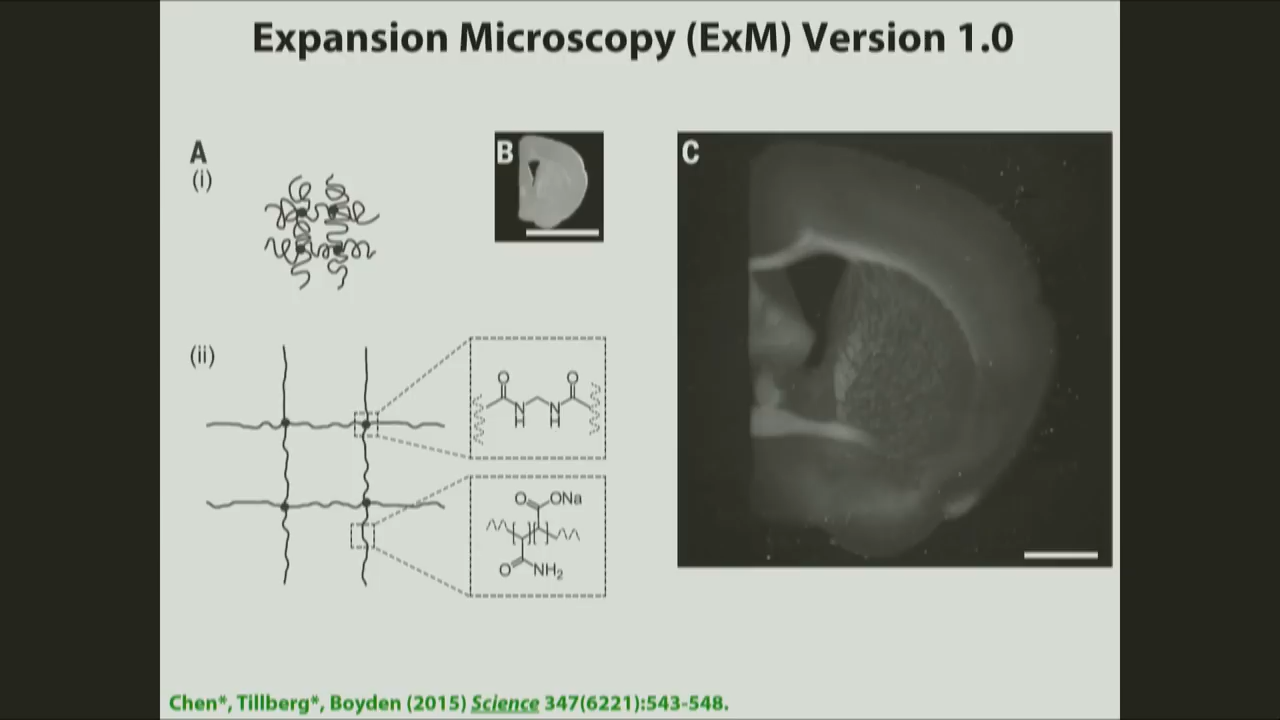 Expansion Microscopy (ExM) Version 1.0
A
(i)
B
C
(ii)
O
O
N
H
N
H
O
ONa
O
NH2
Chen*, Tillberg*, Boyden (2015) Science 347(6221):543-548.